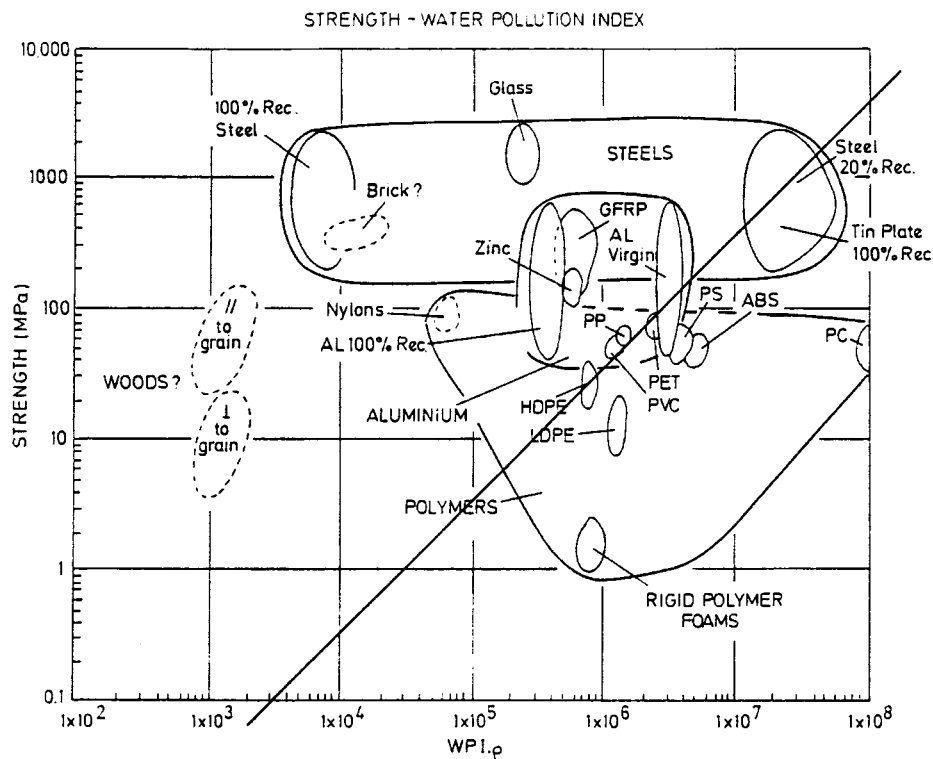 STRENGTH - WATER POLLUTION INDEX
10.000
1000
100
10
1
0.1
STRENGTH (MPa)
1x10²
1x10³
1x10⁴
1x10⁵
1x10⁶
1x10⁷
1x10⁸
WPI.ρ
100% Rec.
Steel
Brick?
Glass
STEELS
Steel
20% Rec.
Tin Plate
100% Rec
GFRP
AL
Virgin
Zinc
Nylons
AL 100% Rec.
PP
PS
ABS
PC
PET
PVC
HDPE
LDPE
ALUMINIUM
//
to
grain
WOODS?
⊥
to
grain
POLYMERS
RIGID POLYMER
FOAMS